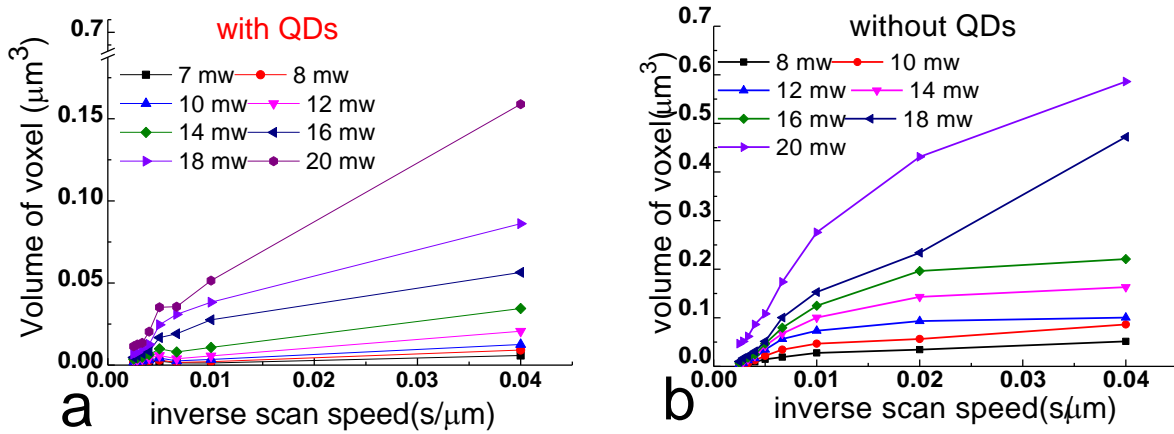 with QDs
Volume of voxel (μm³)
0.7
0.15
0.05
0.00
7 mw 8 mw
10 mw 12 mw
14 mw 16 mw
18 mw 20 mw
0.00 0.01 0.02 0.03 0.04
inverse scan speed(s/μm)
a
without QDs
volume of voxel(μm³)
0.7
0.6
0.5
0.4
0.3
0.2
0.1
0.0
8 mw 10 mw
12 mw 14 mw
16 mw 18 mw
20 mw
0.00 0.01 0.02 0.03 0.04
inverse scan speed(s/μm)
b